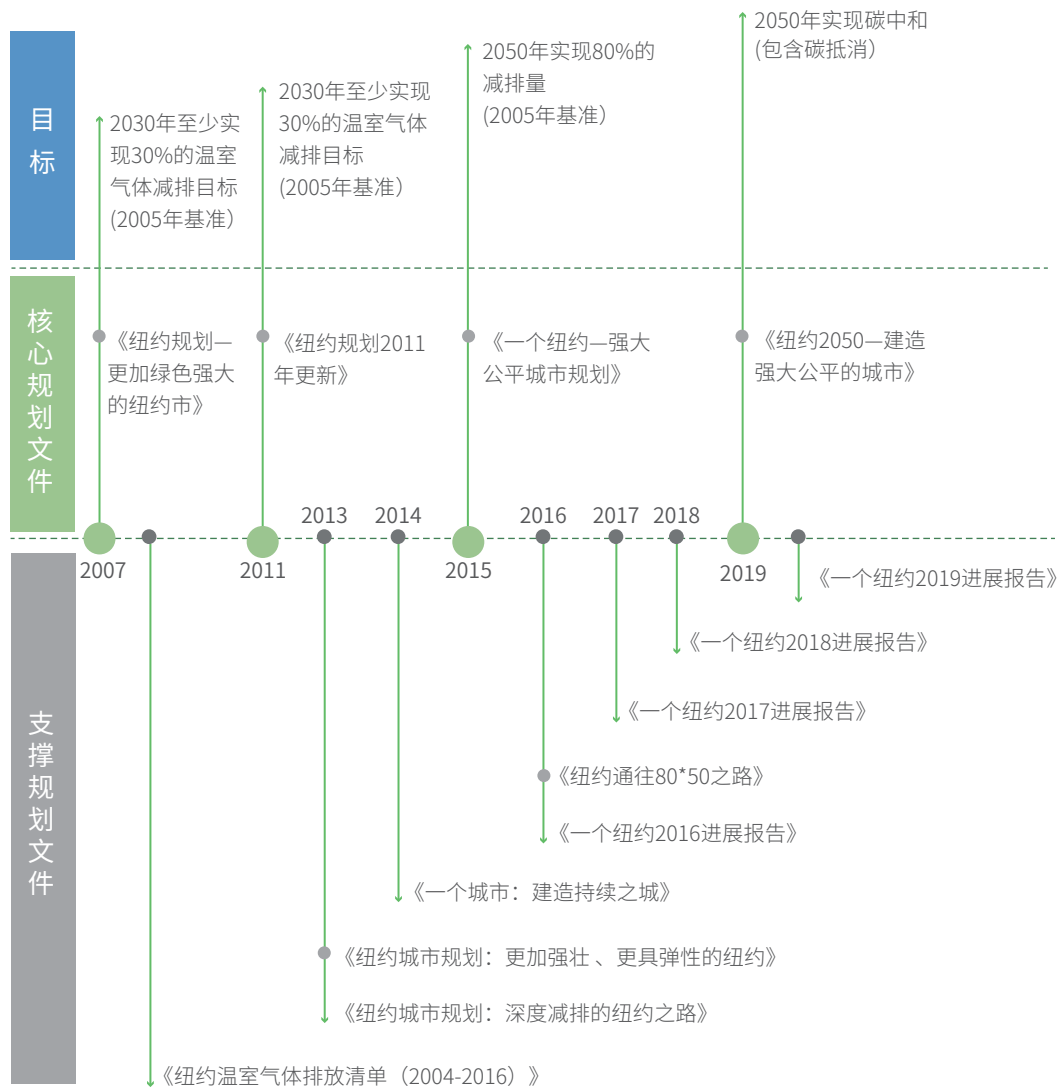 目标
2030年至少实
现30%的温室
气体减排目标
(2005年基准）
2030年至少实现
30%的温室气体
减排目标
(2005年基准）
2050年实现80%的
减排量
(2005年基准）
2050年实现碳中和
(包含碳抵消）
核心规划文件
《纽约规划—
更加绿色强大
的纽约市》
《纽约规划2011
年更新》
《一个纽约—强大
公平城市规划》
《纽约2050—建造
强大公平的城市》
2007
2011
2013
2014
2015
2016
2017
2018
2019
支撑规划文件
《一个纽约2019进展报告》
《一个纽约2018进展报告》
《一个纽约2017进展报告》
《纽约通往80*50之路》
《一个纽约2016进展报告》
《一个城市：建造持续之城》
《纽约城市规划：更加强壮 、更具弹性的纽约》
《纽约城市规划：深度减排的纽约之路》
《纽约温室气体排放清单（2004-2016）》